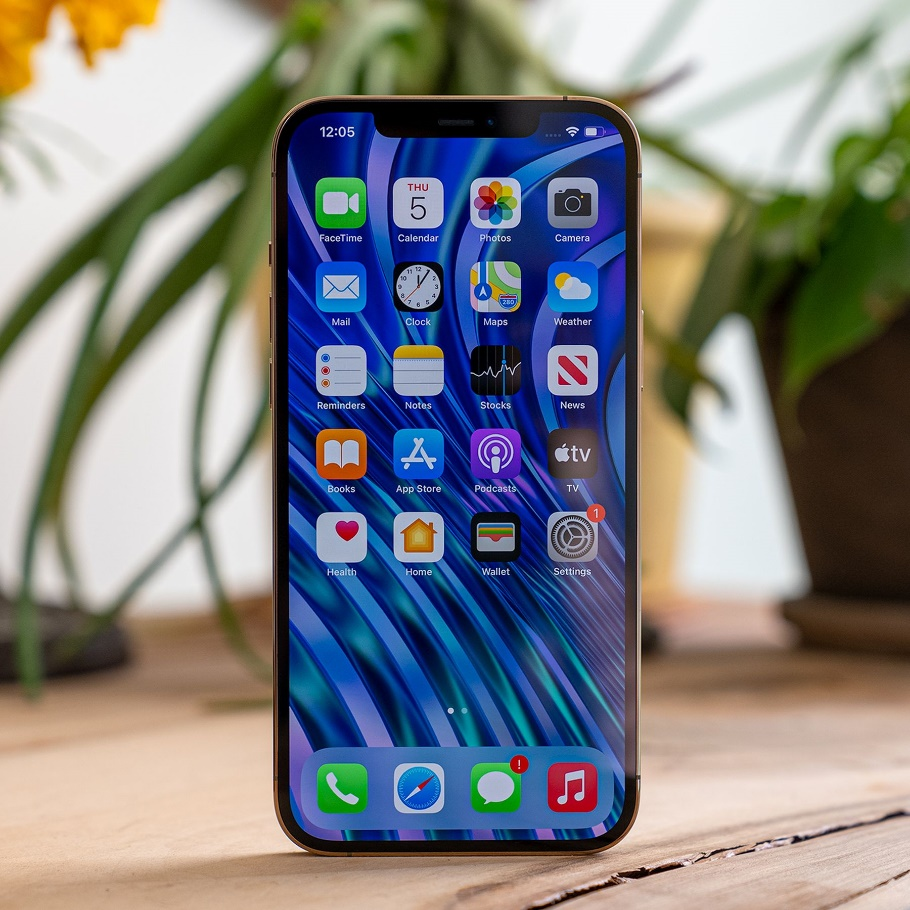 12:05
THU
5
FaceTime
Calendar
Photos
Camera
280
Mail
Clock
Maps
Weather
Reminders
Notes
Stocks
News
tv
Books
App Store
Podcasts
TV
1
Health
Home
Wallet
Settings
!